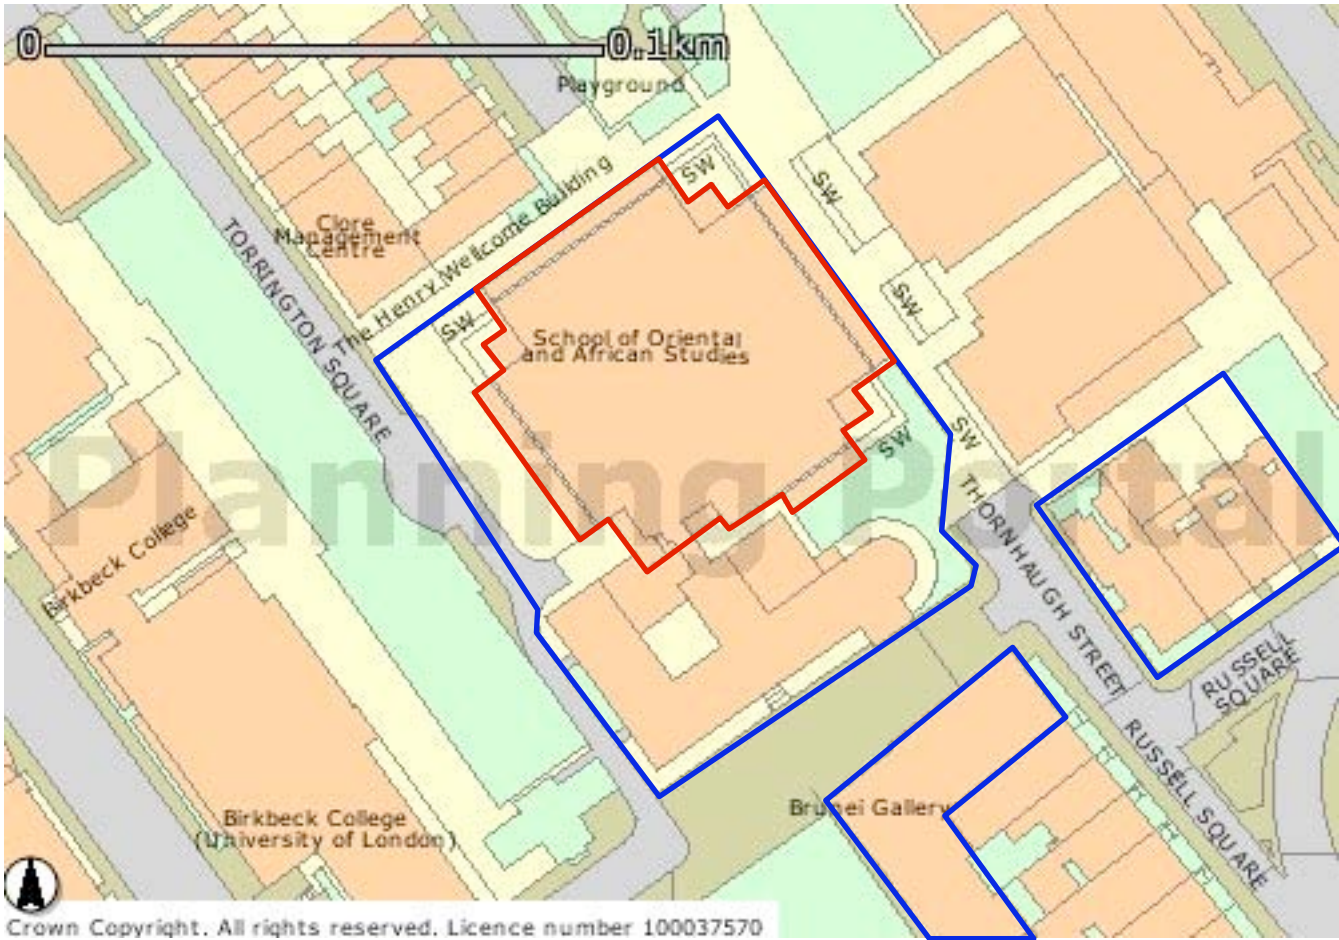 0 0.1km
Playground
SW
SW
The Henry Wellcome Building
Clore
Management
Centre
TORRINGTON SQUARE
SW
SW
School of Oriental
and African Studies
SW
SW
Planning Portal
THORNHAUGH STREET
Birkbeck College
RUSSELL
SQUARE
RUSSELL SQUARE
Brunei Gallery
Birkbeck College
(University of London)
Crown Copyright. All rights reserved. Licence number 100037570